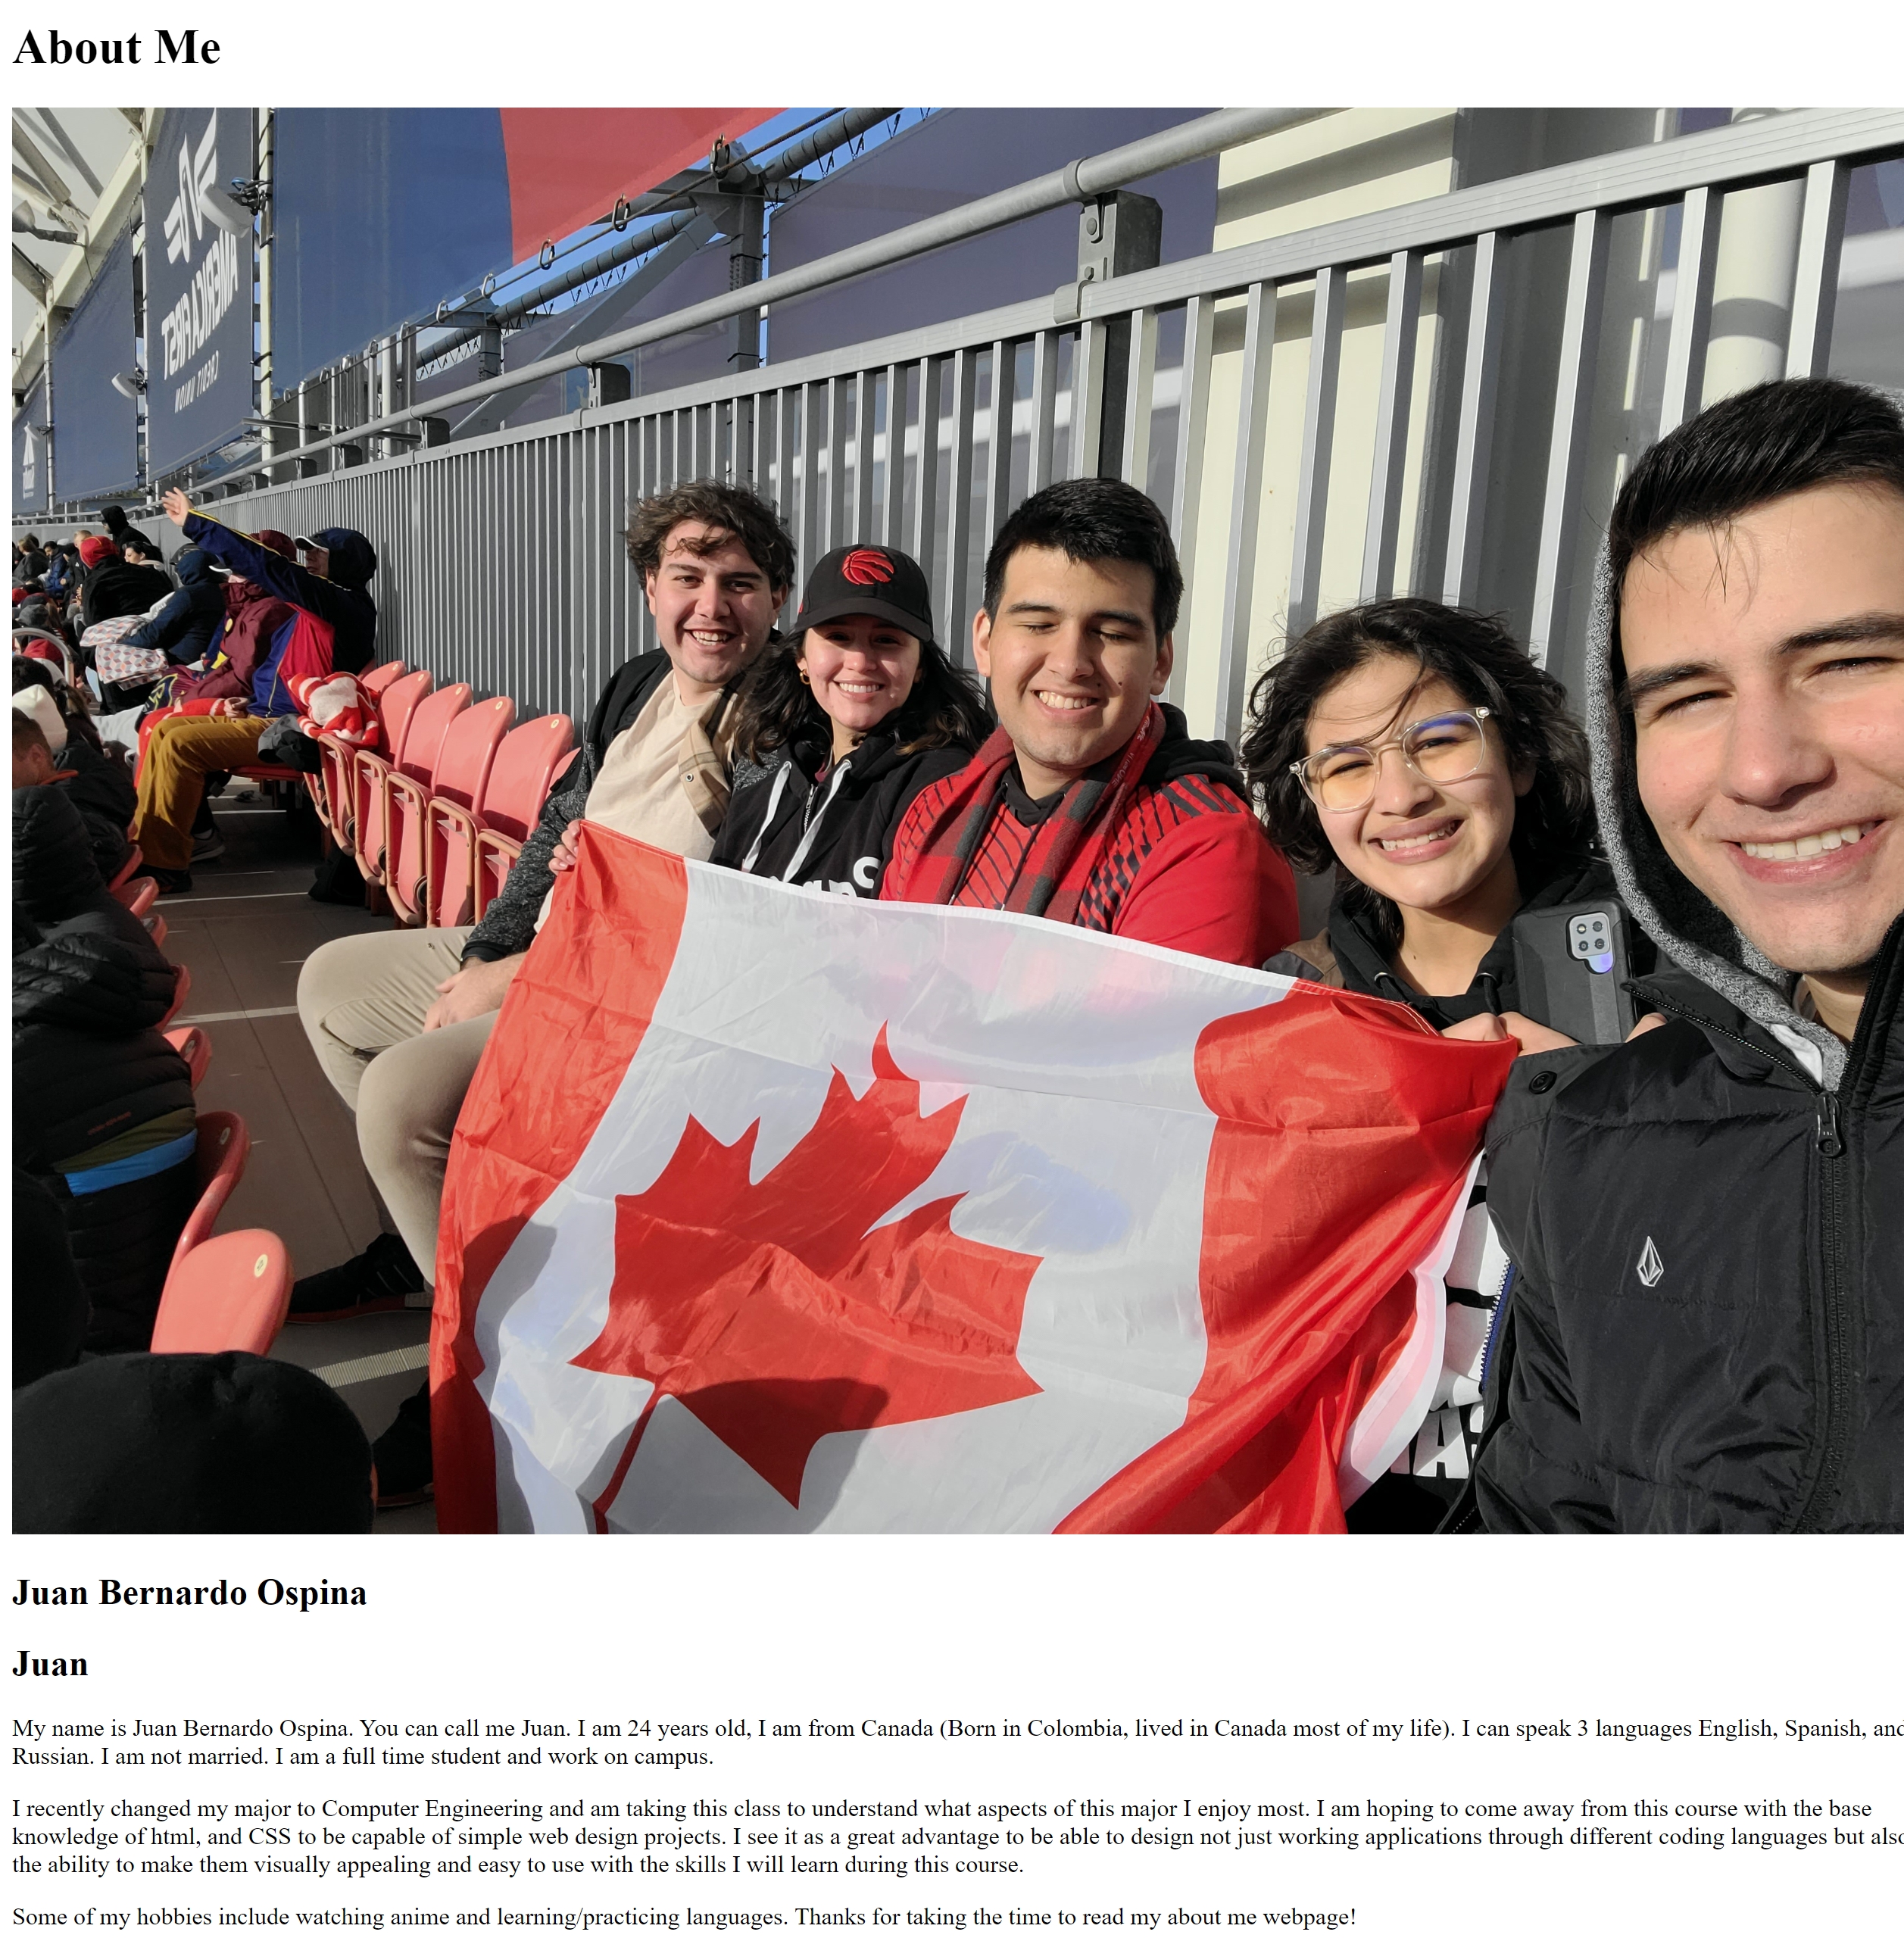 About Me
AMERICA FIRST
CREDIT UNION
Juan Bernardo Ospina
Juan
My name is Juan Bernardo Ospina. You can call me Juan. I am 24 years old, I am from Canada (Born in Colombia, lived in Canada most of my life). I can speak 3 languages English, Spanish, and
Russian. I am not married. I am a full time student and work on campus.
I recently changed my major to Computer Engineering and am taking this class to understand what aspects of this major I enjoy most. I am hoping to come away from this course with the base
knowledge of html, and CSS to be capable of simple web design projects. I see it as a great advantage to be able to design not just working applications through different coding languages but also
the ability to make them visually appealing and easy to use with the skills I will learn during this course.
Some of my hobbies include watching anime and learning/practicing languages. Thanks for taking the time to read my about me webpage!